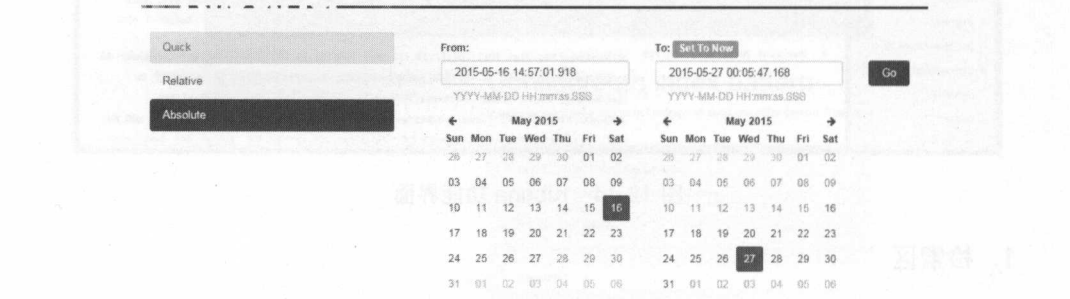 Quick
Relative
Absolute
From:
2015-05-16 14:57:01.918
YYYY-MM-DD HH:mm:ss.SSS
May 2015
Sun Mon Tue Wed Thu Fri Sat
26 27 28 29 30 01 02
03 04 05 06 07 08 09
10 11 12 13 14 15 16
17 18 19 20 21 22 23
24 25 26 27 28 29 30
31 01 02 03 04 05 06
To: Set To Now
2015-05-27 00:05:47.168
YYYY-MM-DD HH:mm:ss.SSS
May 2015
Sun Mon Tue Wed Thu Fri Sat
26 27 28 29 30 01 02
03 04 05 06 07 08 09
10 11 12 13 14 15 16
17 18 19 20 21 22 23
24 25 26 27 28 29 30
31 01 02 03 04 05 06
Go